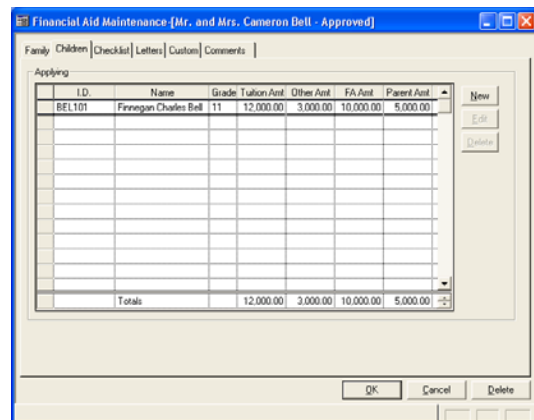 Financial Aid Maintenance-[Mr. and Mrs. Cameron Bell - Approved]
Family Children Checklist Letters Custom Comments
Applying
I.D. Name Grade Tuition Amt Other Amt FA Amt Parent Amt
BEL101 Finnegan Charles Bell 11 12,000.00 3,000.00 10,000.00 5,000.00
New
Edit
Delete
Totals 12,000.00 3,000.00 10,000.00 5,000.00
OK Cancel Delete